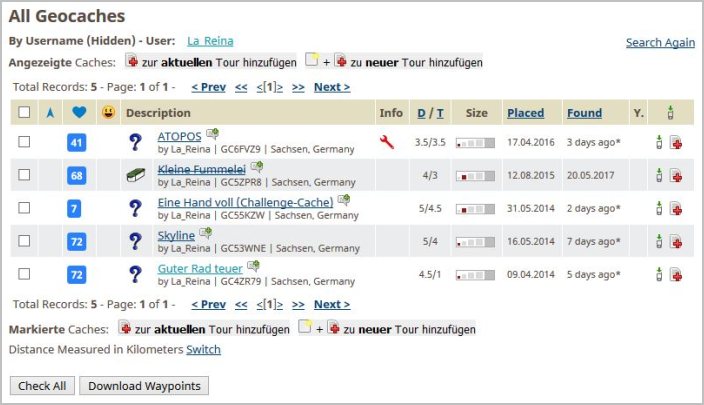 All Geocaches
By Username (Hidden) - User: La_Reina
Search Again
Angezeigte Caches: zur aktuellen Tour hinzufügen + zu neuer Tour hinzufügen
Total Records: 5 - Page: 1 of 1 - < Prev << <[1]> >> Next >
Description Info D / T Size Placed Found Y.
41 ATOPOS 3.5/3.5 17.04.2016 3 days ago*
by La_Reina | GC6FVZ9 | Sachsen, Germany
68 Kleine Fummelei 4/3 12.08.2015 20.05.2017
by La_Reina | GC5ZPR8 | Sachsen, Germany
7 Eine Hand voll (Challenge-Cache) 5/4.5 31.05.2014 2 days ago*
by La_Reina | GC55KZW | Sachsen, Germany
72 Skyline 5/4 16.05.2014 7 days ago*
by La_Reina | GC53WNE | Sachsen, Germany
72 Guter Rad teuer 4.5/1 09.04.2014 5 days ago*
by La_Reina | GC4ZR79 | Sachsen, Germany
Total Records: 5 - Page: 1 of 1 - < Prev << <[1]> >> Next >
Markierte Caches: zur aktuellen Tour hinzufügen + zu neuer Tour hinzufügen
Distance Measured in Kilometers Switch
Check All Download Waypoints